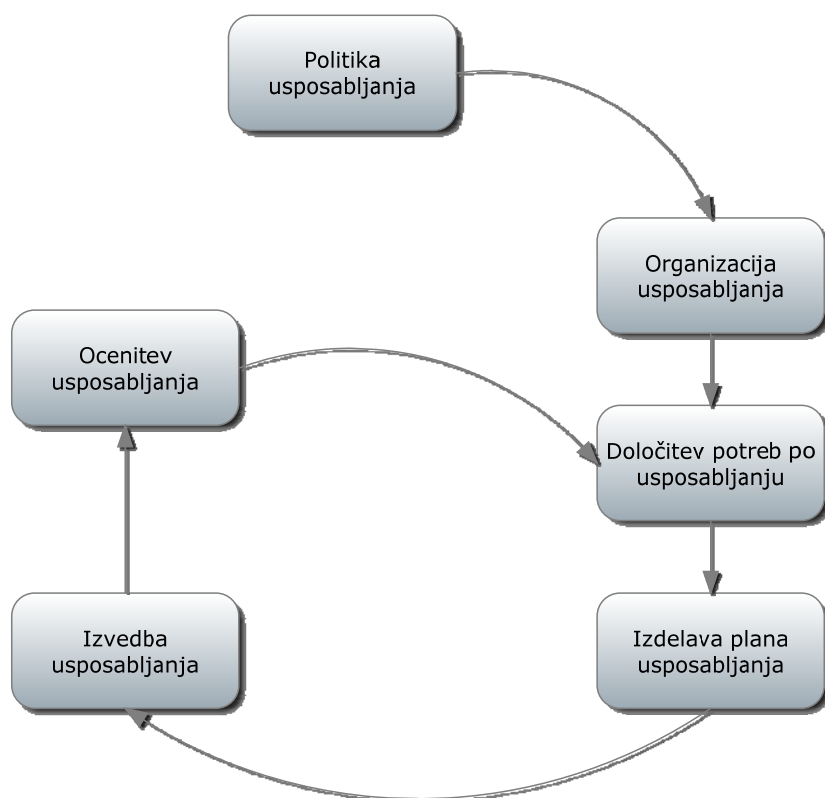 Politika
usposabljanja
Organizacija
usposabljanja
Ocenitev
usposabljanja
Določitev potreb po
usposabljanju
Izvedba
usposabljanja
Izdelava plana
usposabljanja